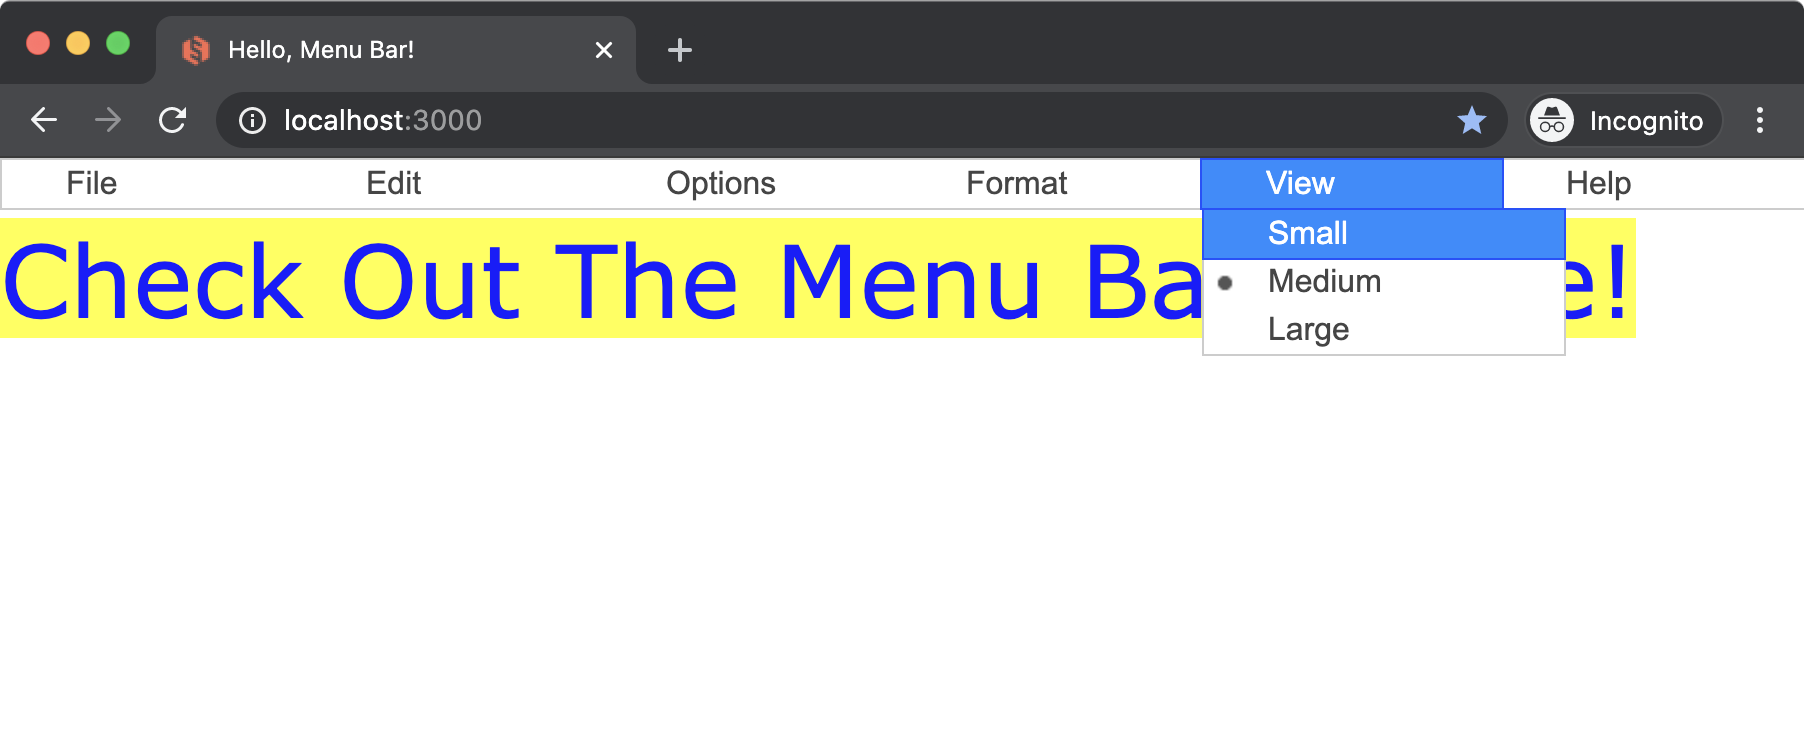 Hello, Menu Bar!
localhost:3000
Incognito
File Edit Options Format View Help
Check Out The Menu Ba e!
Small
Medium
Large